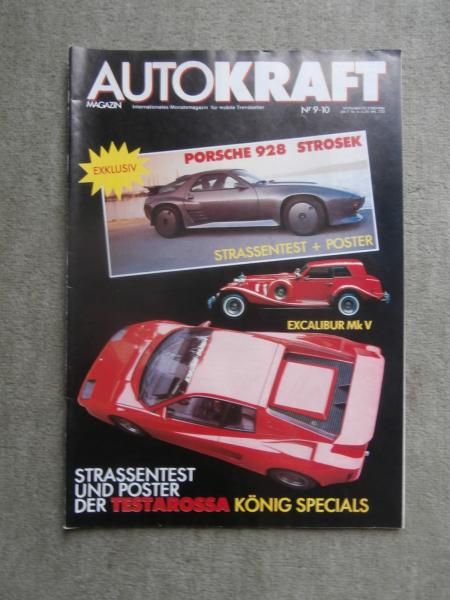 AUTOKRAFT
MAGAZIN
Internationales Monatsmagazin für mobile Trendsetter
Nr 9-10
EXKLUSIV
PORSCHE 928 STROSEK
STRASSENTEST + POSTER
EXCALIBUR Mk V
STRASSENTEST
UND POSTER
DER TESTAROSSA KÖNIG SPECIALS